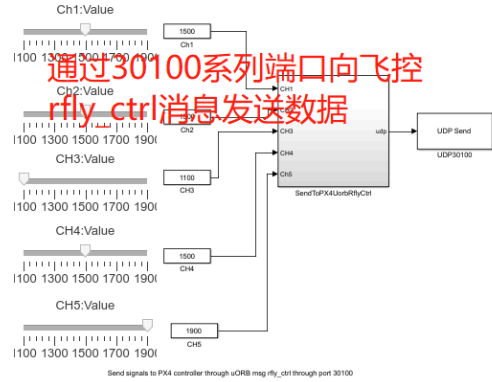 Ch1:Value
1100 1300 1500 1700 1900
1500
Ch1
通过30100系列端口向飞控
rfly_ctrl消息发送数据
Ch2:Value
1100 1300 1500 1700 1900
1500
Ch2
CH3:Value
1100 1300 1500 1700 1900
1100
CH3
CH4:Value
1100 1300 1500 1700 1900
1500
CH4
CH5:Value
1100 1300 1500 1700 1900
1900
CH5
CH1
CH3
CH4
Ch5
udp
SendToPX4UorbRflyCtrl
UDP Send
UDP30100
Send signals to PX4 controller through uORB msg rfly_ctrl through port 30100